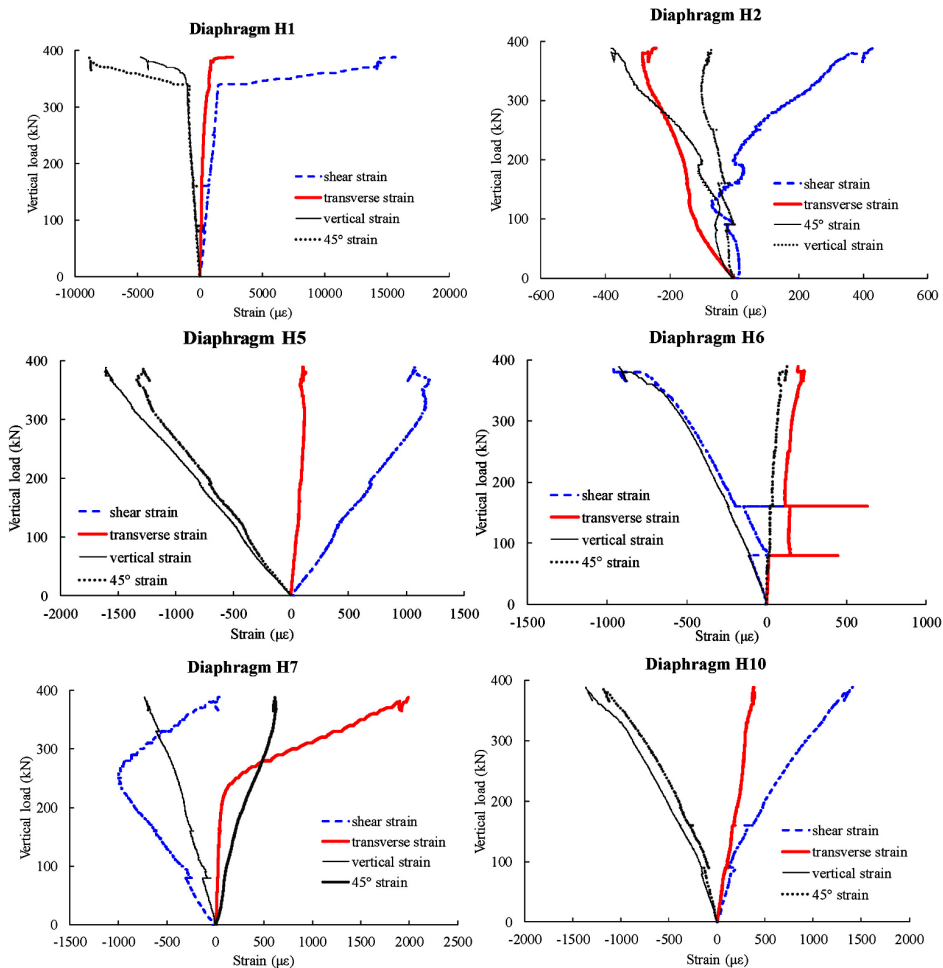 Diaphragm H1
Vertical load (kN)
400
300
200
100
0
shear strain
transverse strain
vertical strain
45° strain
-10000 -5000 0 5000 10000 15000 20000
Strain (με)
Diaphragm H2
Vertical load (kN)
400
300
200
100
0
shear strain
transverse strain
45° strain
vertical strain
-600 -400 -200 0 200 400 600
Strain (με)
Diaphragm H5
Vertical load (kN)
400
300
200
100
0
shear strain
transverse strain
vertical strain
45° strain
-2000 -1500 -1000 -500 0 500 1000 1500
Strain (με)
Diaphragm H6
Vertical load (kN)
400
300
200
100
0
shear strain
transverse strain
vertical strain
45° strain
-1500 -1000 -500 0 500 1000
Strain (με)
Diaphragm H7
Vertical load (kN)
400
300
200
100
0
shear strain
transverse strain
vertical strain
45° strain
-1500 -1000 -500 0 500 1000 1500 2000 2500
Strain (με)
Diaphragm H10
Vertical load (kN)
400
300
200
100
0
shear strain
transverse strain
vertical strain
45° strain
-2000 -1500 -1000 -500 0 500 1000 1500 2000
Strain (με)